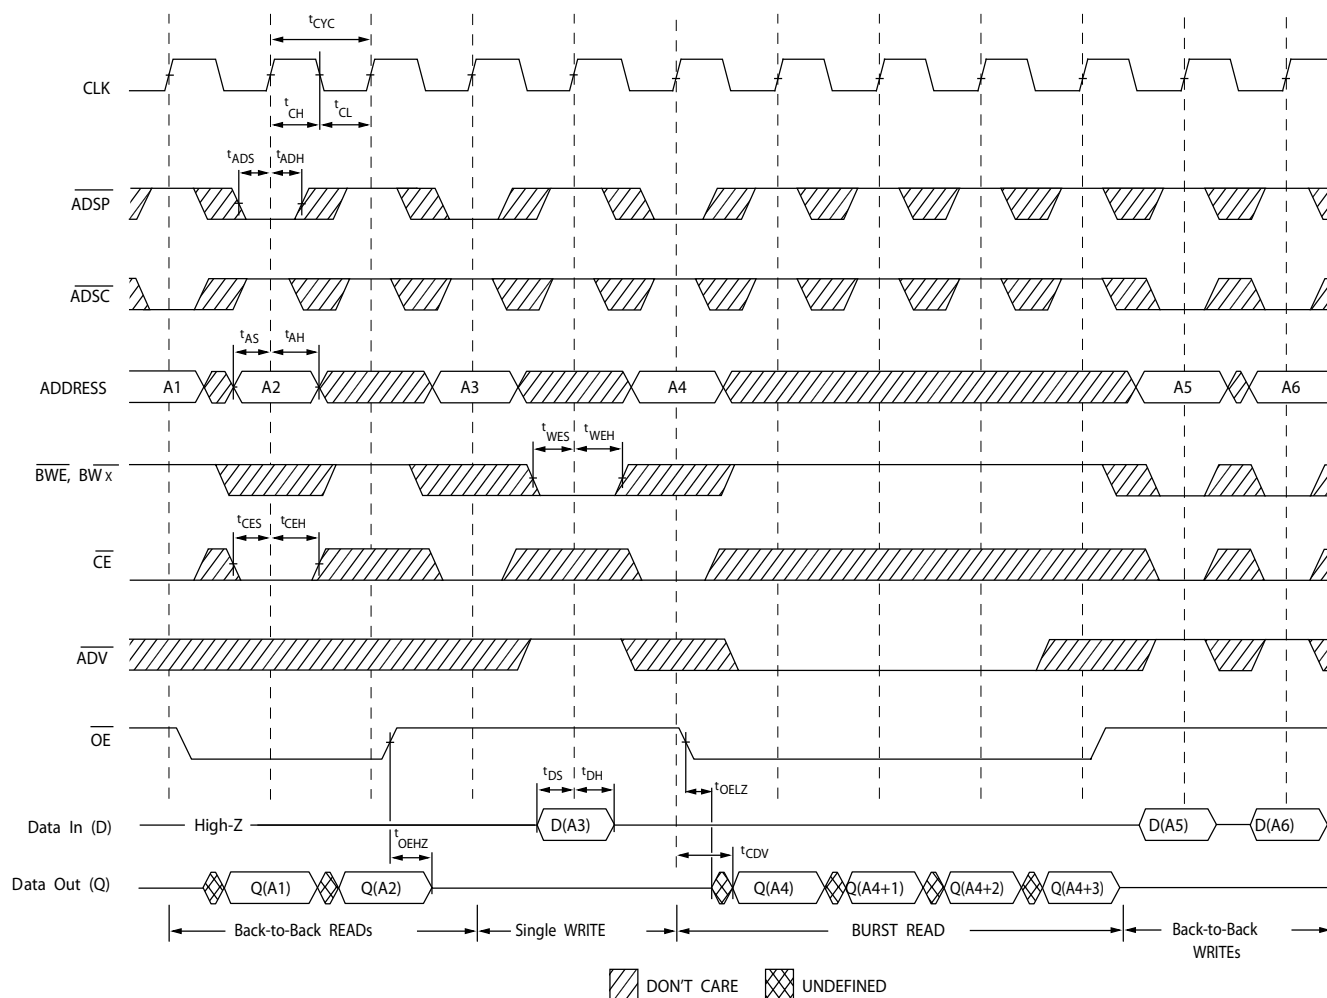 tCYC
CLK
tCH
tCL
tADS
tADH
ADSP
ADSC
tAS
tAH
ADDRESS
A1
A2
A3
A4
A5
A6
tWES
tWEH
BWE, BW x
tCES
tCEH
CE
ADV
OE
tDS
tDH
tOELZ
Data In (D)
High-Z
D(A3)
D(A5)
D(A6)
tOEHZ
tCDV
Data Out (Q)
Q(A1)
Q(A2)
Q(A4)
Q(A4+1)
Q(A4+2)
Q(A4+3)
Back-to-Back READs
Single WRITE
BURST READ
Back-to-Back
WRITEs
DON'T CARE
UNDEFINED